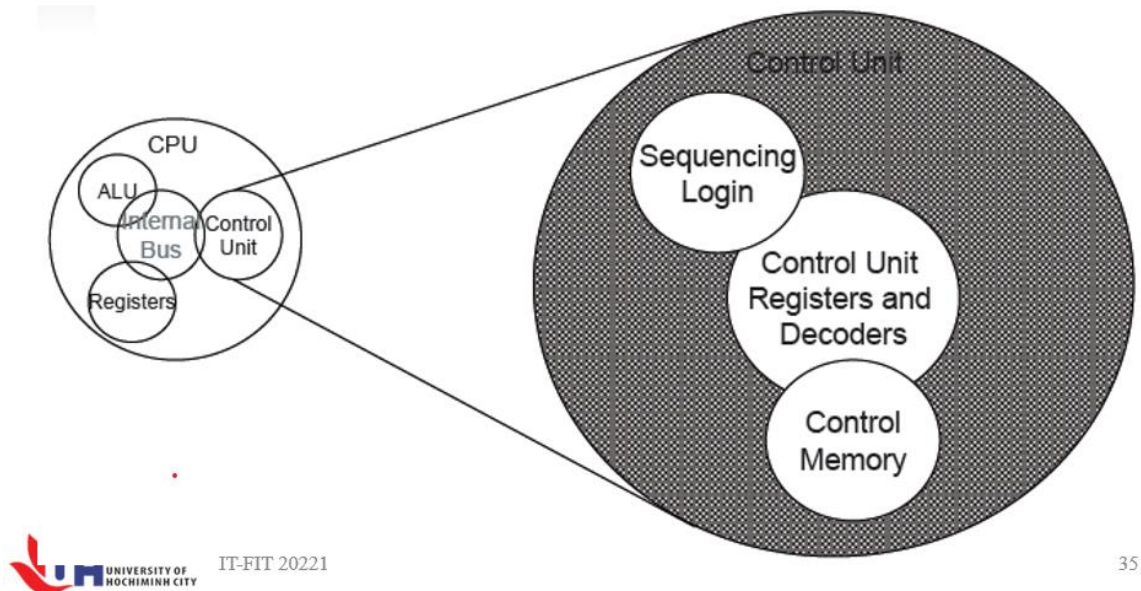 Control Unit
CPU
ALU
Internal
Bus
Control
Unit
Registers
Sequencing
Login
Control Unit
Registers and
Decoders
Control
Memory
UM UNIVERSITY OF
HOCHIMINH CITY
IT-FIT 20221
35